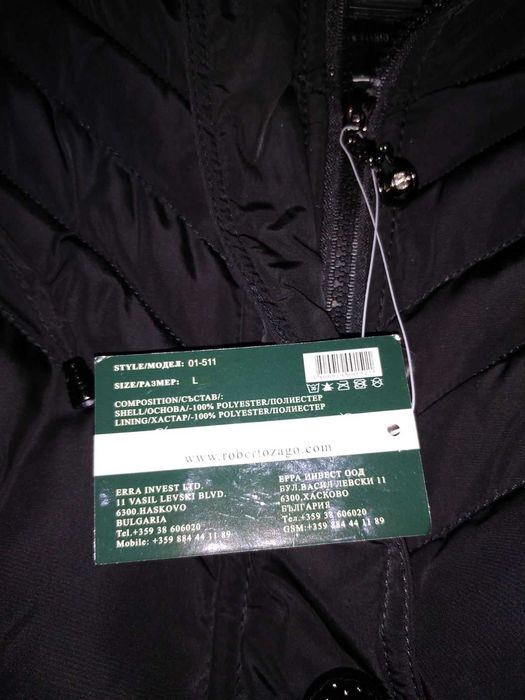 STYLE/МОДЕЛ: 01-511
SIZE/РАЗМЕР: L
COMPOSITION/СЪСТАВ/:
SHELL/ОСНОВА/-100% POLYESTER/ПОЛИЕСТЕР
LINING/ХАСТАР/-100% POLYESTER/ПОЛИЕСТЕР
www.robertozago.com
ERRA INVEST LTD.
11 VASIL LEVSKI BLVD.
6300.HASKOVO
BULGARIA
Tel.+359 38 606020
Mobile: +359 884 44 11 89
ЕРРА ИНВЕСТ ООД
БУЛ.ВАСИЛ ЛЕВСКИ 11
6300,ХАСКОВО
БЪЛГАРИЯ
Тел.+359 38 606020
GSM:+359 884 44 11 89